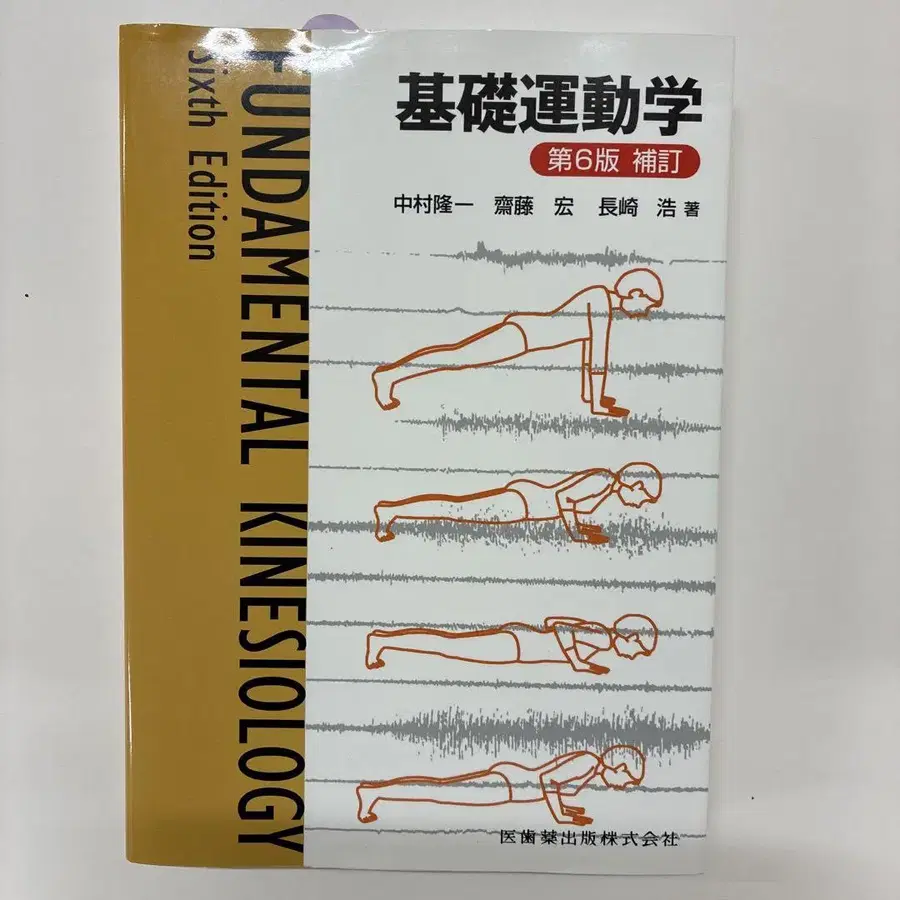 基礎運動学
第6版 補訂
中村隆一 齋藤 宏 長崎 浩 著
FUNDAMENTAL KINESIOLOGY
Sixth Edition
医歯薬出版株式会社